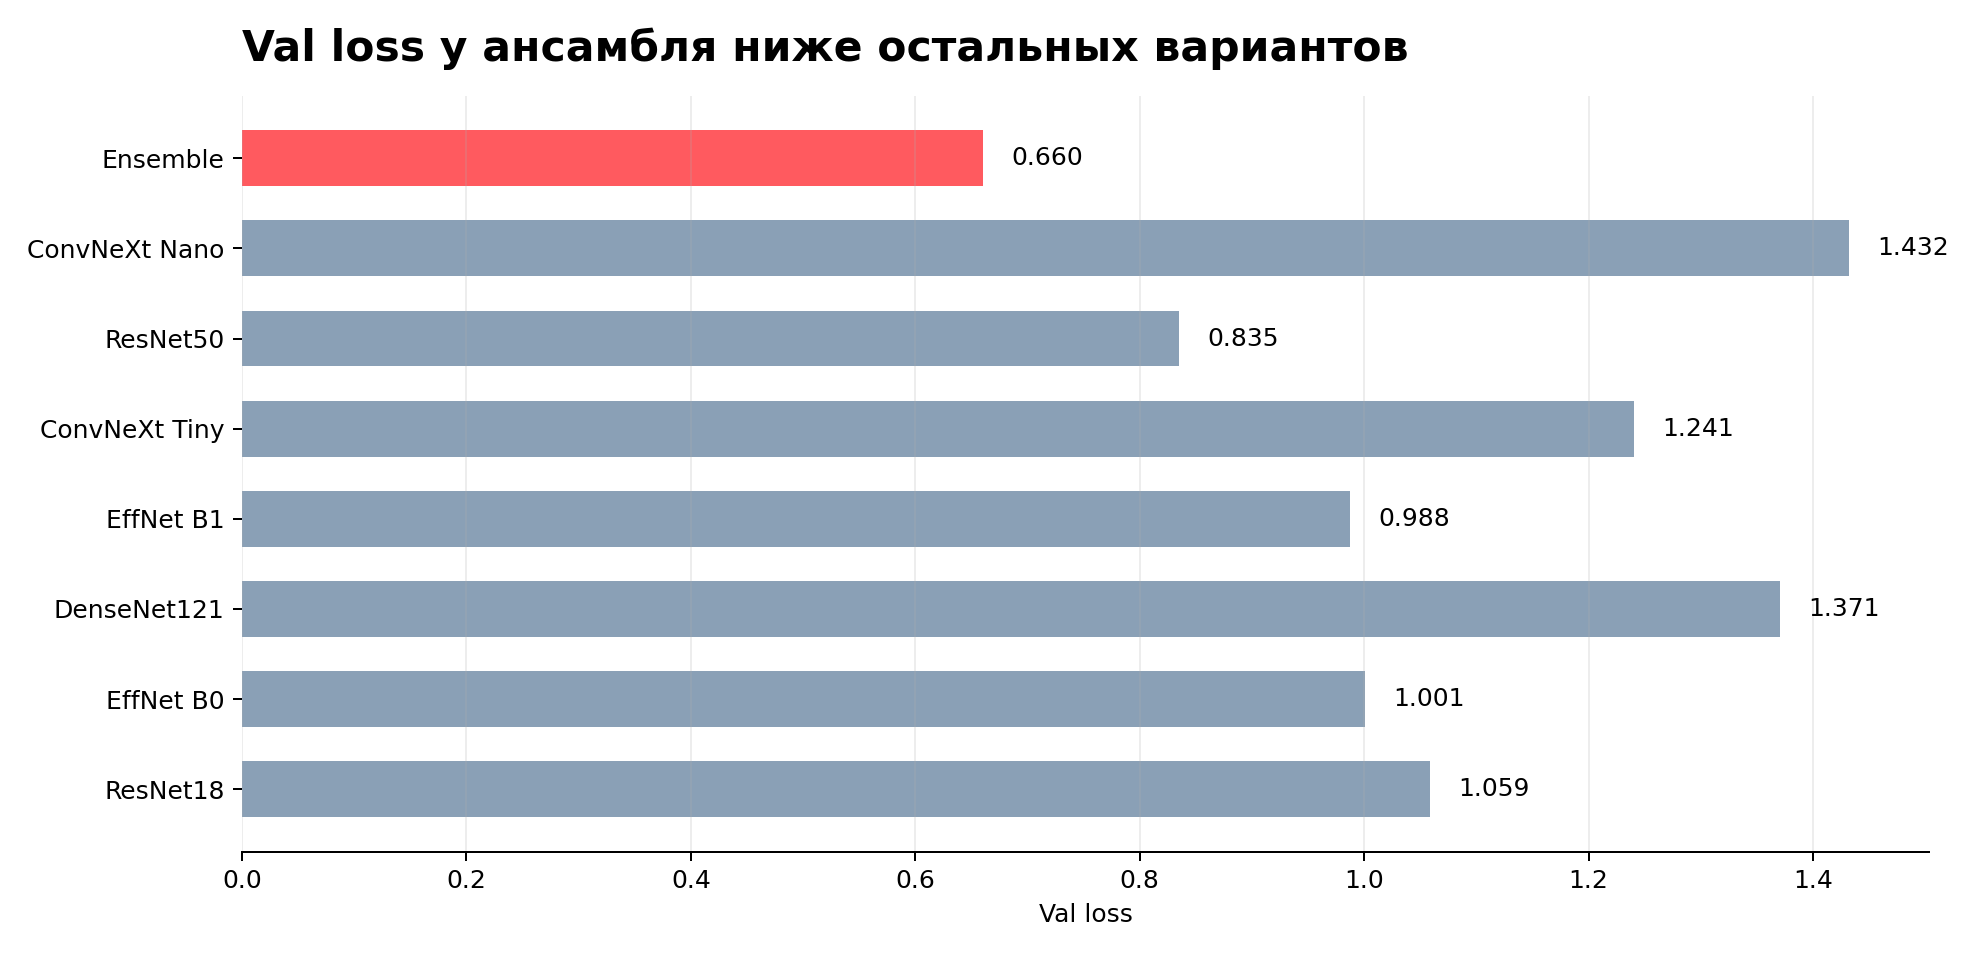 Val loss у ансамбля ниже остальных вариантов
Ensemble
0.660
ConvNeXt Nano
1.432
ResNet50
0.835
ConvNeXt Tiny
1.241
EffNet B1
0.988
DenseNet121
1.371
EffNet B0
1.001
ResNet18
1.059
0.0 0.2 0.4 0.6 0.8 1.0 1.2 1.4
Val loss